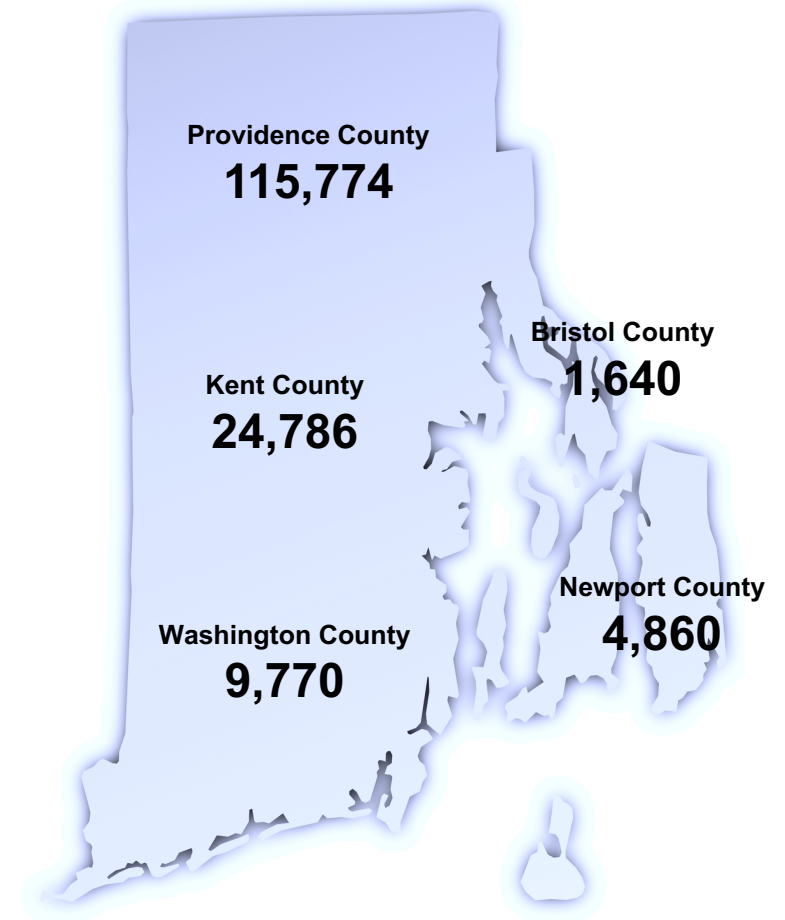 Providence County
115,774
Bristol County
1,640
Kent County
24,786
Newport County
4,860
Washington County
9,770